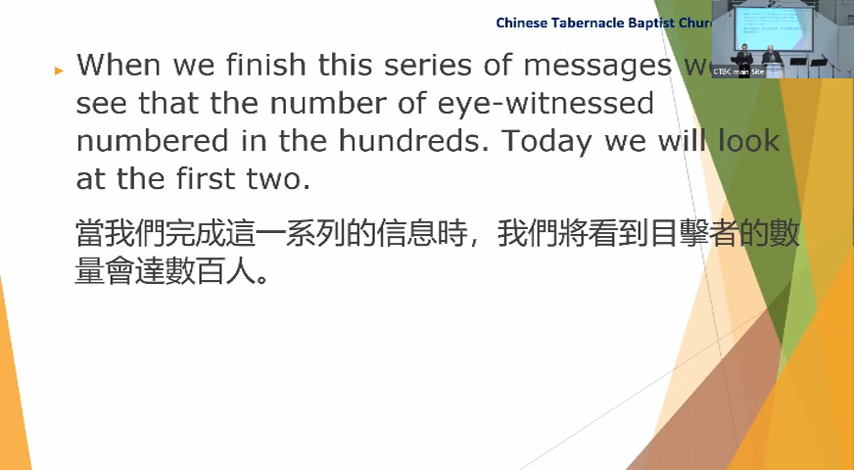 Chinese Tabernacle Baptist
When we finish this series of messages
see that the number of eye-witnessed
numbered in the hundreds. Today we will look
at the first two.
當我們完成這一系列的信息時，我們將看到目擊者的數
量會達數百人。
CTBC main Site